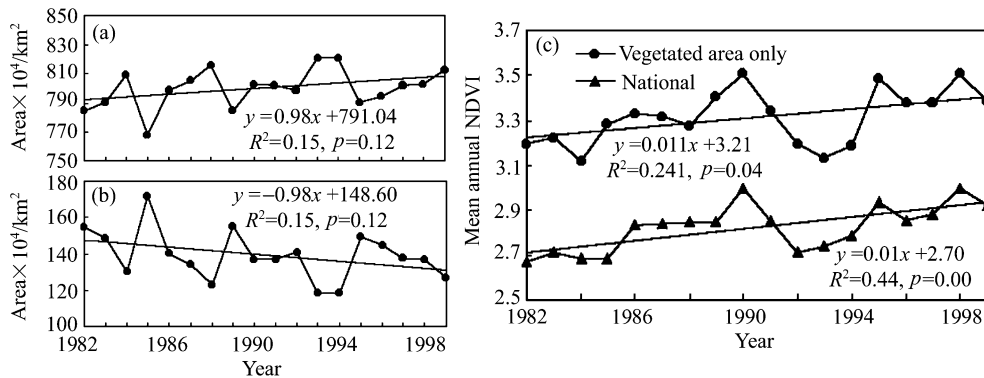 850
830
810
790
770
750
Area×10⁴/km²
(a)
y=0.98x+791.04
R²=0.15, p=0.12
180
160
140
120
100
Area×10⁴/km²
(b)
y=−0.98x+148.60
R²=0.15, p=0.12
1982 1986 1990 1994 1998
Year
3.7
3.5
3.3
3.1
2.9
2.7
2.5
Mean annual NDVI
(c)
Vegetated area only
National
y=0.011x+3.21
R²=0.241, p=0.04
y=0.01x+2.70
R²=0.44, p=0.00
1982 1986 1990 1994 1998
Year